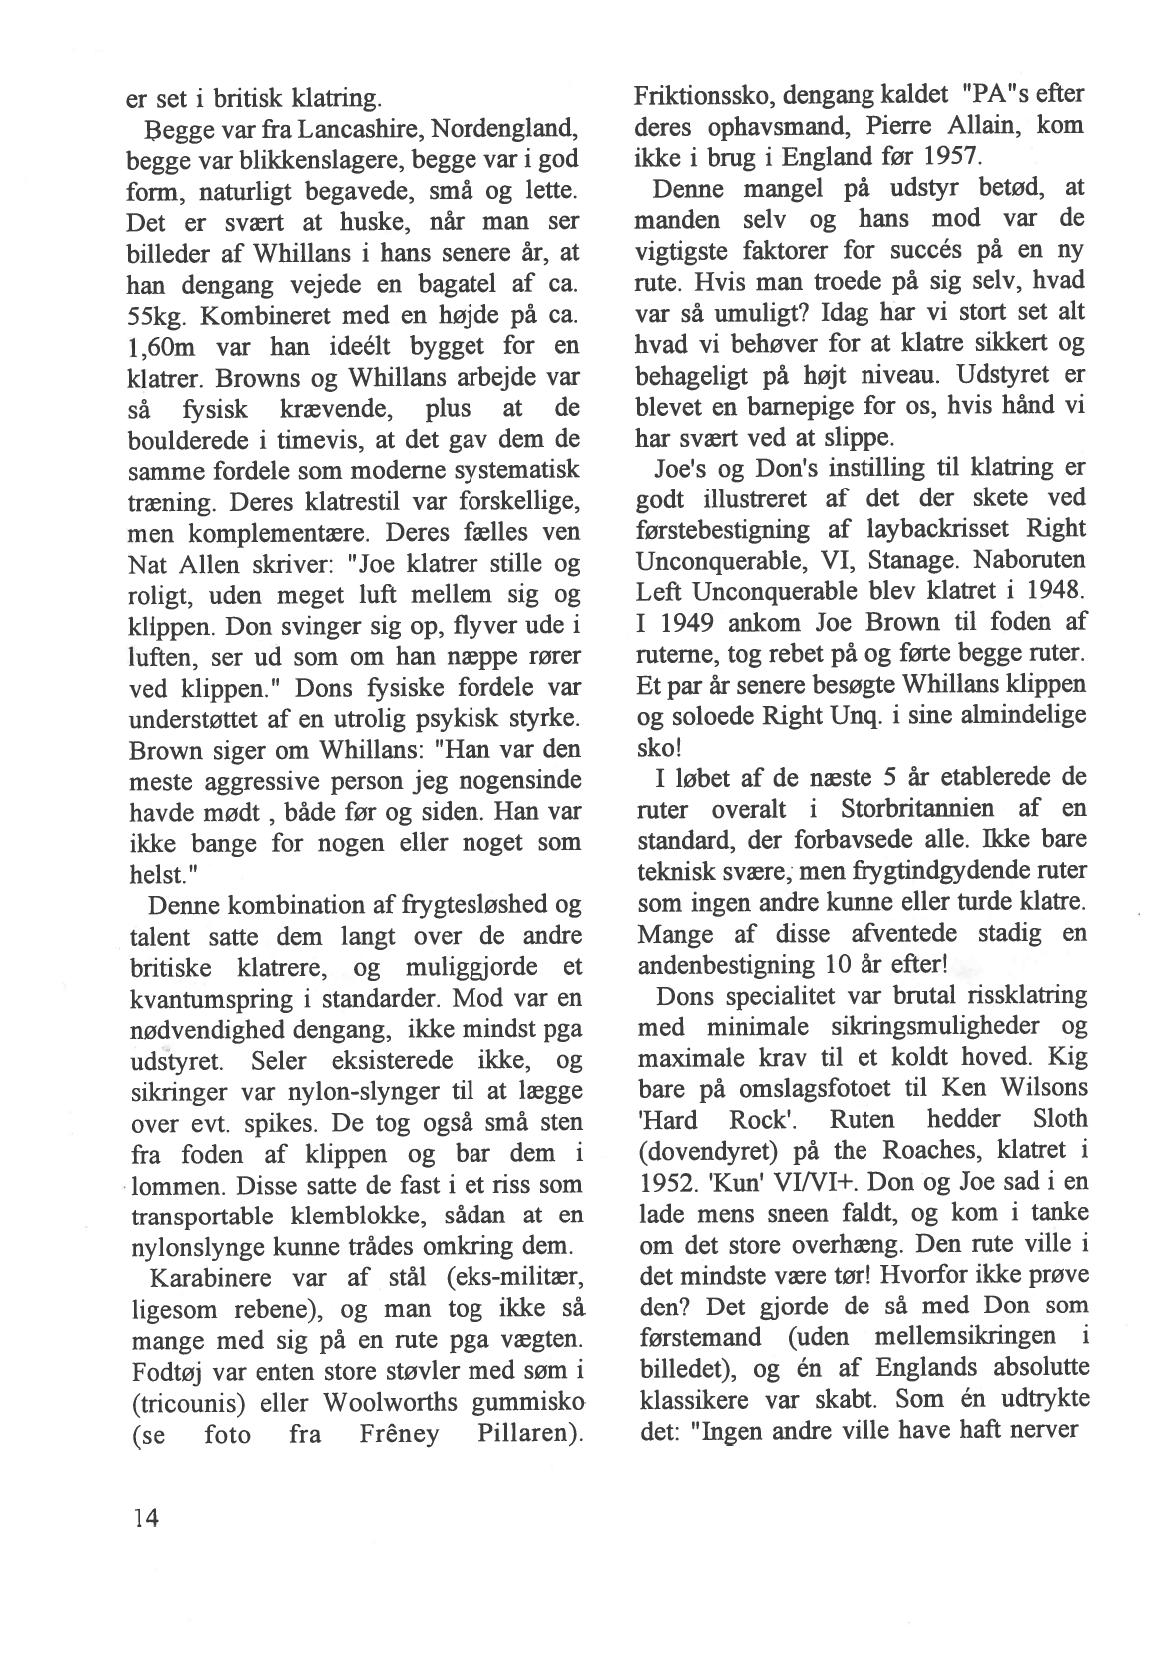 er set i britisk klatring.
Begge var fra Lancashire, Nordengland,
begge var blikkenslagere, begge var i god
form, naturligt begavede, små og lette.
Det er svært at huske, når man ser
billeder af Whillans i hans senere år, at
han dengang vejede en bagatel af ca.
55kg. Kombineret med en højde på ca.
1,60m var han ideélt bygget for en
klatrer. Browns og Whillans arbejde var
så fysisk krævende, plus at de
boulderede i timevis, at det gav dem de
samme fordele som moderne systematisk
træning. Deres klatrestil var forskellige,
men komplementære. Deres fælles ven
Nat Allen skriver: "Joe klatrer stille og
roligt, uden meget luft mellem sig og
klippen. Don svinger sig op, flyver ude i
luften, ser ud som om han næppe rører
ved klippen." Dons fysiske fordele var
understøttet af en utrolig psykisk styrke.
Brown siger om Whillans: "Han var den
meste aggressive person jeg nogensinde
havde mødt , både før og siden. Han var
ikke bange for nogen eller noget som
helst."
Denne kombination af frygtesløshed og
talent satte dem langt over de andre
britiske klatrere, og muliggjorde et
kvantumspring i standarder. Mod var en
nødvendighed dengang, ikke mindst pga
udstyret. Seler eksisterede ikke, og
sikringer var nylon-slynger til at lægge
over evt. spikes. De tog også små sten
fra foden af klippen og bar dem i
lommen. Disse satte de fast i et riss som
transportable klemblokke, sådan at en
nylonslynge kunne trådes omkring dem.
Karabinere var af stål (eks-militær,
ligesom rebene), og man tog ikke så
mange med sig på en rute pga vægten.
Fodtøj var enten store støvler med søm i
(tricounis) eller Woolworths gummisko
(se foto fra Frêney Pillaren).
Friktionssko, dengang kaldet "PA"s efter
deres ophavsmand, Pierre Allain, kom
ikke i brug i England før 1957.
Denne mangel på udstyr betød, at
manden selv og hans mod var de
vigtigste faktorer for succés på en ny
rute. Hvis man troede på sig selv, hvad
var så umuligt? Idag har vi stort set alt
hvad vi behøver for at klatre sikkert og
behageligt på højt niveau. Udstyret er
blevet en barnepige for os, hvis hånd vi
har svært ved at slippe.
Joe's og Don's instilling til klatring er
godt illustreret af det der skete ved
førstebestigning af laybackrisset Right
Unconquerable, VI, Stanage. Naboruten
Left Unconquerable blev klatret i 1948.
I 1949 ankom Joe Brown til foden af
ruterne, tog rebet på og førte begge ruter.
Et par år senere besøgte Whillans klippen
og soloede Right Unq. i sine almindelige
sko!
I løbet af de næste 5 år etablerede de
ruter overalt i Storbritannien af en
standard, der forbavsede alle. Ikke bare
teknisk svære, men frygtindgydende ruter
som ingen andre kunne eller turde klatre.
Mange af disse afventede stadig en
andenbestigning 10 år efter!
Dons specialitet var brutal rissklatring
med minimale sikringsmuligheder og
maximale krav til et koldt hoved. Kig
bare på omslagsfotoet til Ken Wilsons
'Hard Rock'. Ruten hedder Sloth
(dovendyret) på the Roaches, klatret i
1952. 'Kun' VI/VI+. Don og Joe sad i en
lade mens sneen faldt, og kom i tanke
om det store overhæng. Den rute ville i
det mindste være tør! Hvorfor ikke prøve
den? Det gjorde de så med Don som
førstemand (uden mellemsikringen i
billedet), og én af Englands absolutte
klassikere var skabt. Som én udtrykte
det: "Ingen andre ville have haft nerver
14